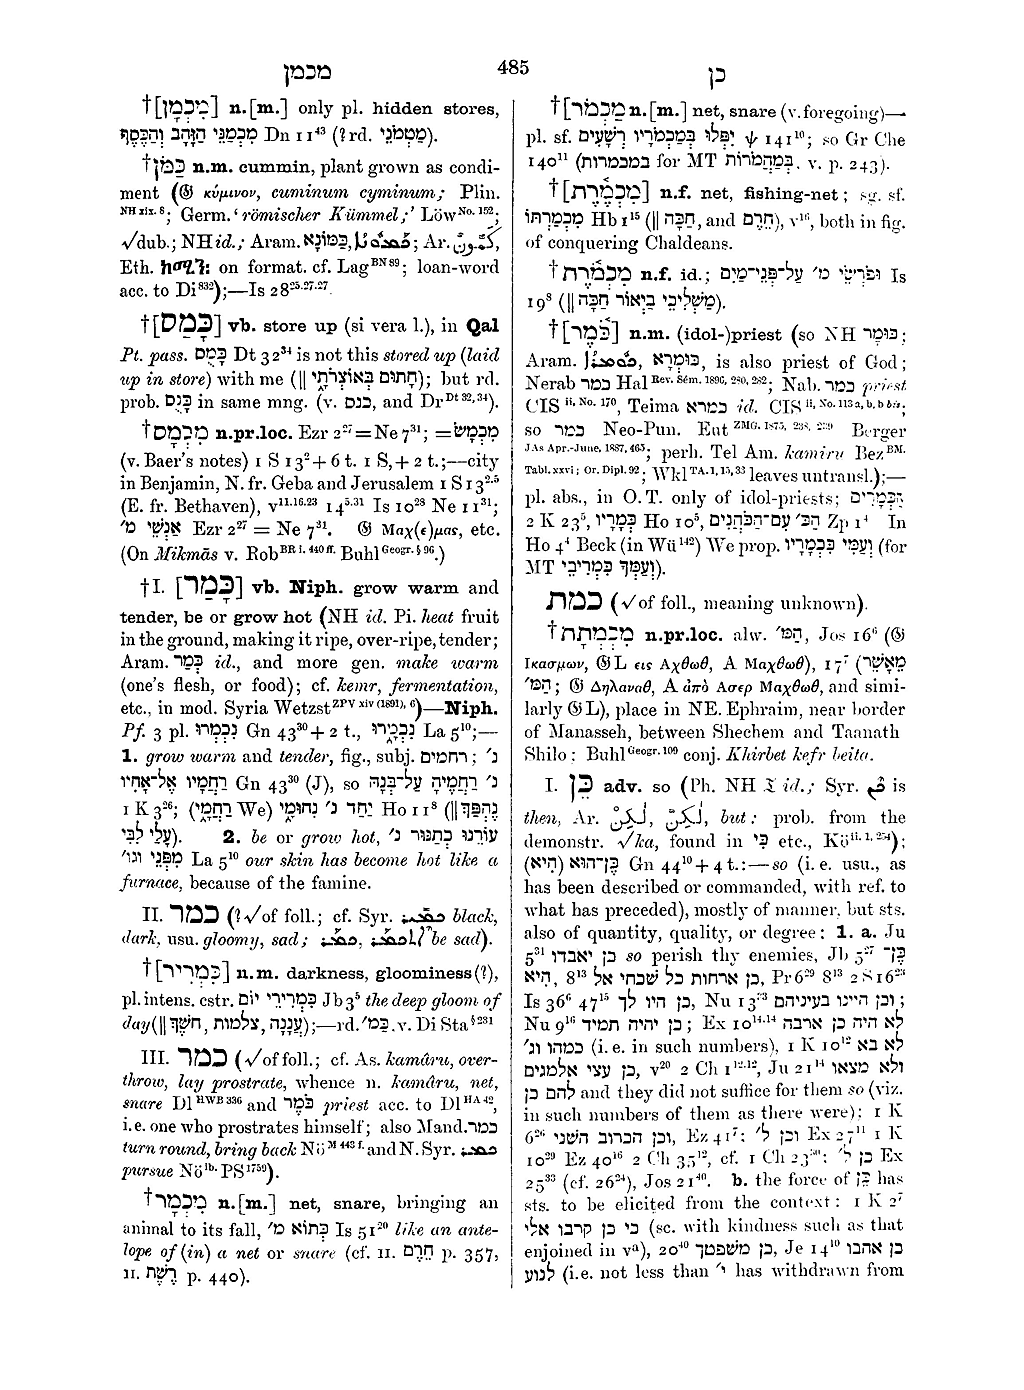 מכמן
485
כן
†[מִכְמָן] n.[m.] only pl. hidden stores,
מִכְמַנֵּי הַזָּהָב וְהַכֶּסֶף Dn 11⁴³ (? rd. מַטְמֹנֵי).
†כַּמֹּן n.m. cummin, plant grown as condi-
ment (𝔊 κύμινον, cuminum cyminum; Plin.
NH xix. 8; Germ. ‘römischer Kümmel;’ Löw No. 152;
√dub.; NH id.; Aram. כַּמּוֹנָא, ; Ar. كَمُّونٌ,
Eth. ከሙን፡ on format. cf. Lag BN 89; loan-word
acc. to Di 832);—Is 28²⁵·²⁷·²⁷.
†[כָּמַס] vb. store up (si vera l.), in Qal
Pt. pass. כָּמֻס Dt 32³⁴ is not this stored up (laid
up in store) with me (‖ חָתוּם בְּאוֹצְרֹתָי); but rd.
prob. כָּנֻס in same mng. (v. כנס, and Dr Dt 32, 34).
†מִכְמָס n.pr.loc. Ezr 2²⁷ = Ne 7³¹; = מִכְמָשׂ
(v. Baer’s notes) 1 S 13² + 6 t. 1 S, + 2 t.;—city
in Benjamin, N. fr. Geba and Jerusalem 1 S 13²·⁵
(E. fr. Bethaven), v¹¹·¹⁶·²³ 14⁵·³¹ Is 10²⁸ Ne 11³¹;
אַנְשֵׁי מ׳ Ezr 2²⁷ = Ne 7³¹. 𝔊 Μαχ(ε)μας, etc.
(On Mikmās v. Rob BR i. 440 ff. Buhl Geogr. § 96.)
†I. [כָּמַר] vb. Niph. grow warm and
tender, be or grow hot (NH id. Pi. heat fruit
in the ground, making it ripe, over-ripe, tender;
Aram. כְּמַר id., and more gen. make warm
(one’s flesh, or food); cf. kemr, fermentation,
etc., in mod. Syria Wetzst ZPV xiv (1891), 6)—Niph.
Pf. 3 pl. נִכְמְרוּ Gn 43³⁰ + 2 t., נִכְמָרוּ La 5¹⁰;—
1. grow warm and tender, fig., subj. רחמים; נ׳
רַחֲמָיו אֶל־אָחִיו Gn 43³⁰ (J), so נ׳ רַחֲמֶיהָ עַל־בְּנָהּ
1 K 3²⁶; יַחַד נ׳ נִחוּמָי (We רַחֲמָי) Ho 11⁸ (‖ נֶהְפַּךְ
עָלַי לִבִּי). 2. be or grow hot, עוֹרֵנוּ כְּתַנּוּר נ׳
מִפְּנֵי וגו׳ La 5¹⁰ our skin has become hot like a
furnace, because of the famine.
II. כמר (? √ of foll.; cf. Syr. black,
dark, usu. gloomy, sad; be sad).
†[כִּמְרִיר] n.m. darkness, gloominess(?),
pl. intens. cstr. כִּמְרִירֵי יוֹם Jb 3⁵ the deep gloom of
day (‖ חֹשֶׁךְ, צלמות, עֲנָנָה);—rd. כַּמ׳. v. Di Sta § 231
III. כמר (√ of foll.; cf. As. kamâru, over-
throw, lay prostrate, whence n. kamâru, net,
snare Dl HWB 336 and כֹּמֶר priest acc. to Dl HA 42,
i.e. one who prostrates himself; also Mand. כמר
turn round, bring back Nö M 443 f. and N. Syr.
pursue Nö ib. PS 1759).
†מִכְמָר n.[m.] net, snare, bringing an
animal to its fall, כְּתוֹא מ׳ Is 51²⁰ like an ante-
lope of (in) a net or snare (cf. II. חֵרֶם p. 357,
II. רֶשֶׁת p. 440).
†[מִכְמֹר] n.[m.] net, snare (v. foregoing)—
pl. sf. יִפְּלוּ בְמַכְמֹרָיו רְשָׁעִים ψ 141¹⁰; so Gr Che
140¹¹ (במכמרות for MT בְּמַהֲמֹרוֹת, v. p. 243).
†[מִכְמֶרֶת] n.f. net, fishing-net; sg. sf.
מִכְמַרְתּוֹ Hb 1¹⁵ (‖ חַכָּה, and חֵרֶם), v¹⁶, both in fig.
of conquering Chaldeans.
†מִכְמֹרֶת n.f. id.; וּפֹרְשֵׂי מ׳ עַל־פְּנֵי־מַיִם Is
19⁸ (‖ מַשְׁלִיכֵי בַיְאוֹר חַכָּה).
†[כֹּמֶר] n.m. (idol-)priest (so NH כּוּמָר;
Aram. כּוּמְרָא, , is also priest of God;
Nerab כמר Hal Rev. Sém. 1896, 280, 282; Nab. כמר priest
CIS ii, No. 170, Teima כמרא id. CIS ii, No. 113 a, b, b bis;
so כמר Neo-Pun. Eut ZMG. 1875, 238, 239 Berger
JAs Apr.-June, 1887, 465; perh. Tel Am. kamiru Bez BM.
Tabl. xxvi; Or. Dipl. 92; Wkl TA. 1, 15, 33 leaves untransl.);—
pl. abs., in O.T. only of idol-priests; הַכְּמָרִים
2 K 23⁵, כְּמָרָיו Ho 10⁵, הַכּ׳ עִם־הַכֹּהֲנִים Zp 1⁴ In
Ho 4⁴ Beck (in Wü 142) We prop. וְעַמִּי כִּכְמָרָיו (for
MT וְעַמְּךָ כִּמְרִיבֵי).
כמת (√ of foll., meaning unknown).
†מִכְמְתָת n.pr.loc. alw. הַמּ׳, Jos 16⁶ (𝔊
Ικασμων, 𝔊L εις Αχθωθ, A Μαχθωθ), 17⁷ (מֵאָשֵׁר
הַמּ׳; 𝔊 Δηλαναθ, A ἀπὸ Ασερ Μαχθωθ, and simi-
larly 𝔊L), place in NE. Ephraim, near border
of Manasseh, between Shechem and Taanath
Shilo: Buhl Geogr. 109 conj. Khirbet kefr beita.
I. כֵּן adv. so (Ph. NH 𝔗 id.; Syr. is
then, Ar. لٰكِنْ, لٰكِنَّ, but: prob. from the
demonstr. √ka, found in כִּי etc., Kö ii. 1, 254);
כֶּן־הוּא (הִיא) Gn 44¹⁰ + 4 t.:—so (i.e. usu., as
has been described or commanded, with ref. to
what has preceded), mostly of manner, but sts.
also of quantity, quality, or degree: 1. a. Ju
5³¹ כן יאבדו so perish thy enemies, Jb 5²⁷ כֶּן־
הִיא, 8¹³ כן ארחות כל שכחי אל, Pr 6²⁹ 8¹³ 2 S 16²³
Is 36⁶ 47¹⁵ כן היו לך, Nu 13³³ וכן היינו בעיניהם;
Nu 9¹⁶ כן יהיה תמיד; Ex 10¹⁴·¹⁴ לא היה כן ארבה
כמהו וג׳ (i.e. in such numbers), 1 K 10¹² לא בא
כן עצי אלמגים, v²⁰ 2 Ch 1¹²·¹², Ju 21¹⁴ ולא מצאו
להם כן and they did not suffice for them so (viz.
in such numbers of them as there were); 1 K
6²⁶ וכן הכרוב השני, Ez 41⁷: וכן ל׳ Ex 27¹¹ 1 K
10²⁹ Ez 40¹⁶ 2 Ch 35¹², cf. 1 Ch 23³⁰: כן ל׳ Ex
25³³ (cf. 26²⁴), Jos 21⁴⁰. b. the force of כֵּן has
sts. to be elicited from the context: 1 K 2⁷
כי כן קרבו אלי (sc. with kindness such as that
enjoined in vᵃ), 20⁴⁰ כן משפטך, Je 14¹⁰ כן אהבו
לנוע (i.e. not less than י׳ has withdrawn from